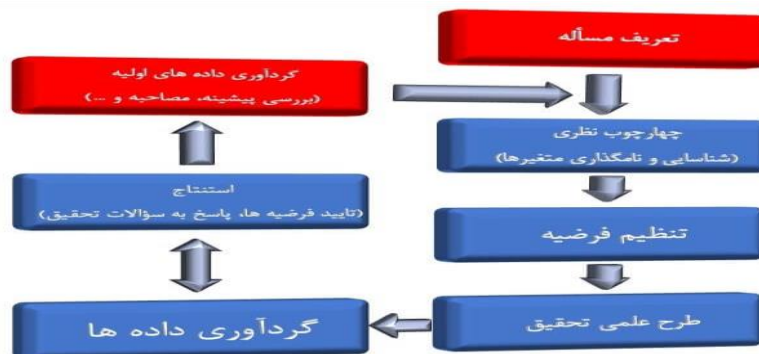 تعریف مسأله
گردآوری داده های اولیه
(بررسی پیشینه، مصاحبه و ...)
چهارچوب نظری
(شناسایی و نامگذاری متغیرها)
استنتاج
(تایید فرضیه ها، پاسخ به سؤالات تحقیق)
تنظیم فرضیه
طرح علمی تحقیق
گردآوری داده ها